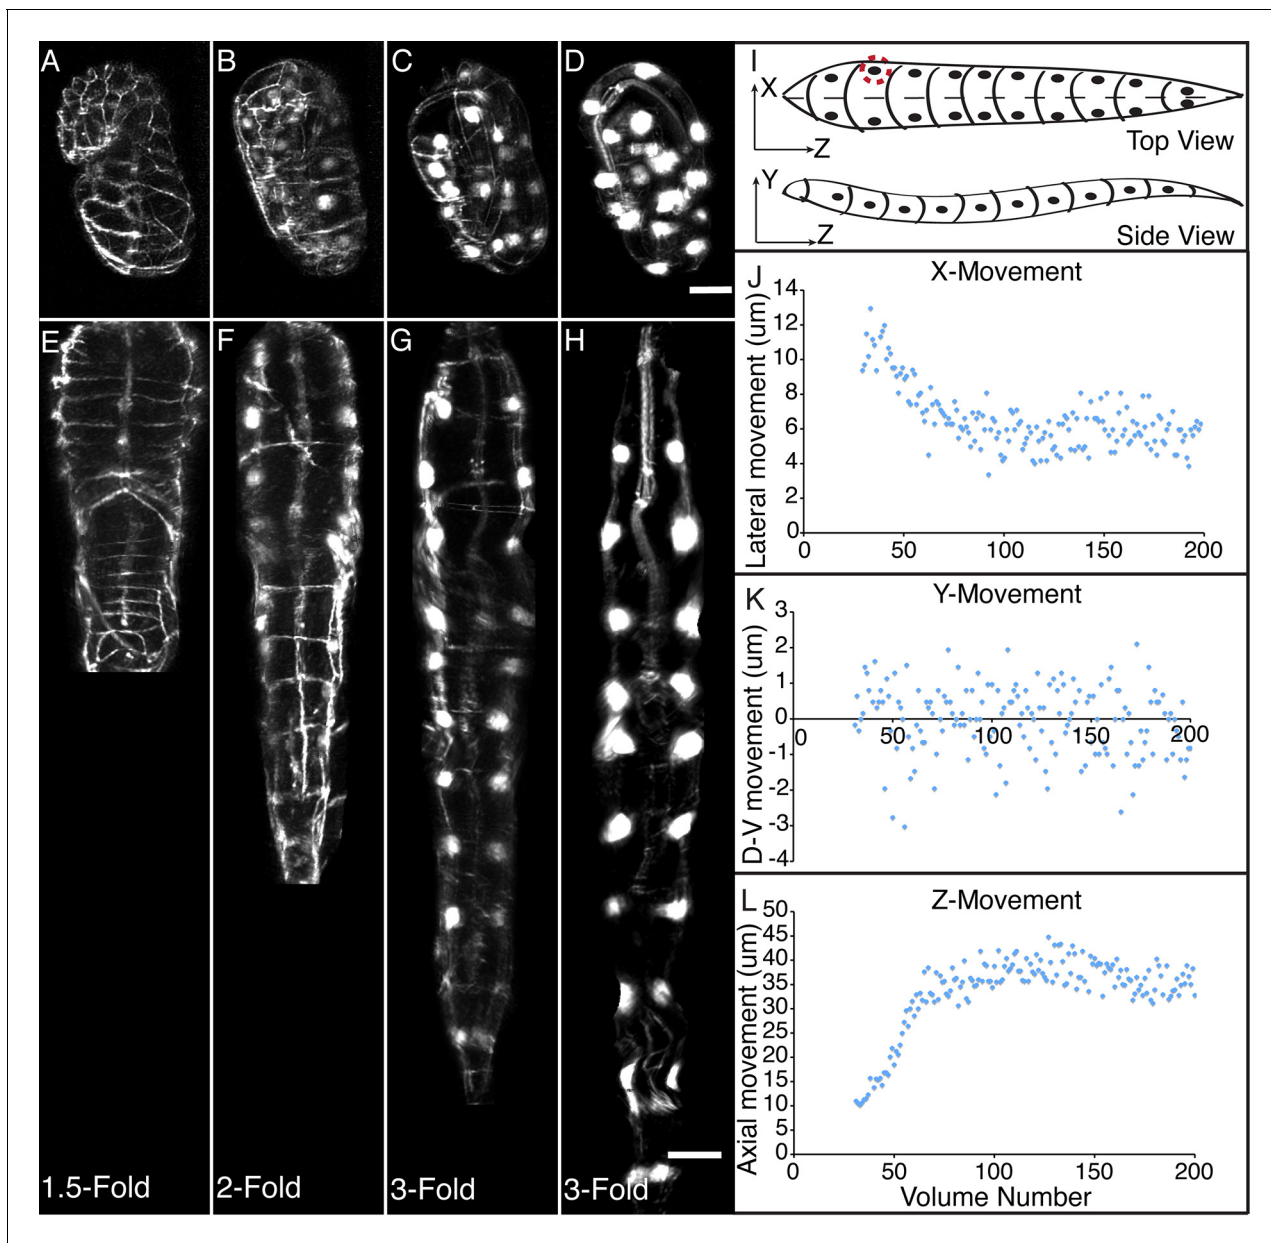 A
B
C
D
E
F
G
H
1.5-Fold
2-Fold
3-Fold
3-Fold
I
X
Z
Top View
Y
Z
Side View
J
X-Movement
Lateral movement (um)
14
12
10
8
6
4
2
0
0 50 100 150 200
K
Y-Movement
D-V movement (um)
3
2
1
0
-1
-2
-3
-4
0 50 100 150 200
L
Z-Movement
Axial movement (um)
50
45
40
35
30
25
20
15
10
5
0
0 50 100 150 200
Volume Number